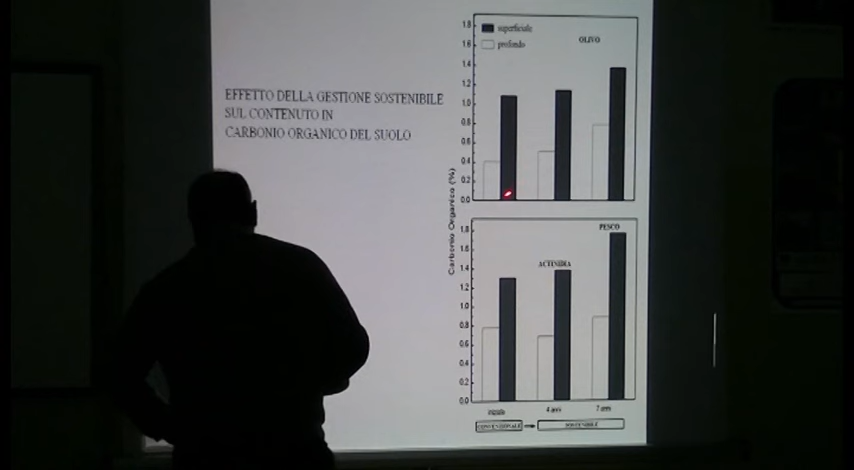 EFFETTO DELLA GESTIONE SOSTENIBILE
SUL CONTENUTO IN
CARBONIO ORGANICO DEL SUOLO
Carbonio Organico (%)
superficiale
profondo
OLIVO
1.8
1.6
1.4
1.2
1.0
0.8
0.6
0.4
0.2
0.0
PESCO
ACTINIDIA
1.8
1.6
1.4
1.2
1.0
0.8
0.6
0.4
0.2
0.0
iniziale 4 anni 7 anni
CONVENZIONALE SOSTENIBILE